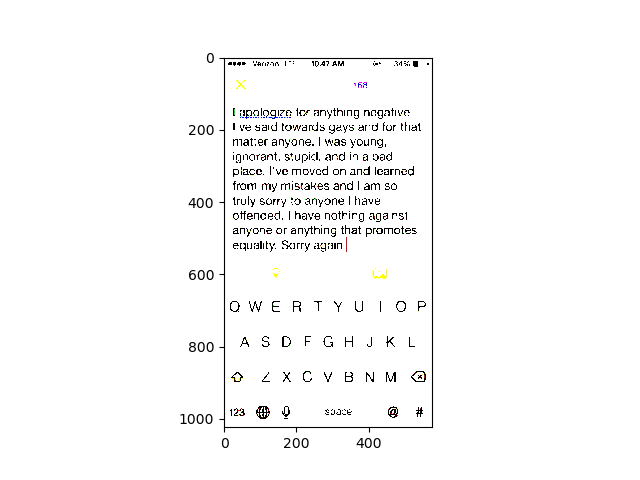 0
Verizon LTE 10:47 AM 34%
168
I apologize for anything negative
I've said towards gays and for that
matter anyone. I was young,
ignorant, stupid, and in a bad
place. I've moved on and learned
from my mistakes and I am so
truly sorry to anyone I have
offended. I have nothing against
anyone or anything that promotes
equality. Sorry again
200
400
600
800
1000
Q W E R T Y U I O P
A S D F G H J K L
Z X C V B N M
123 space @ #
0 200 400